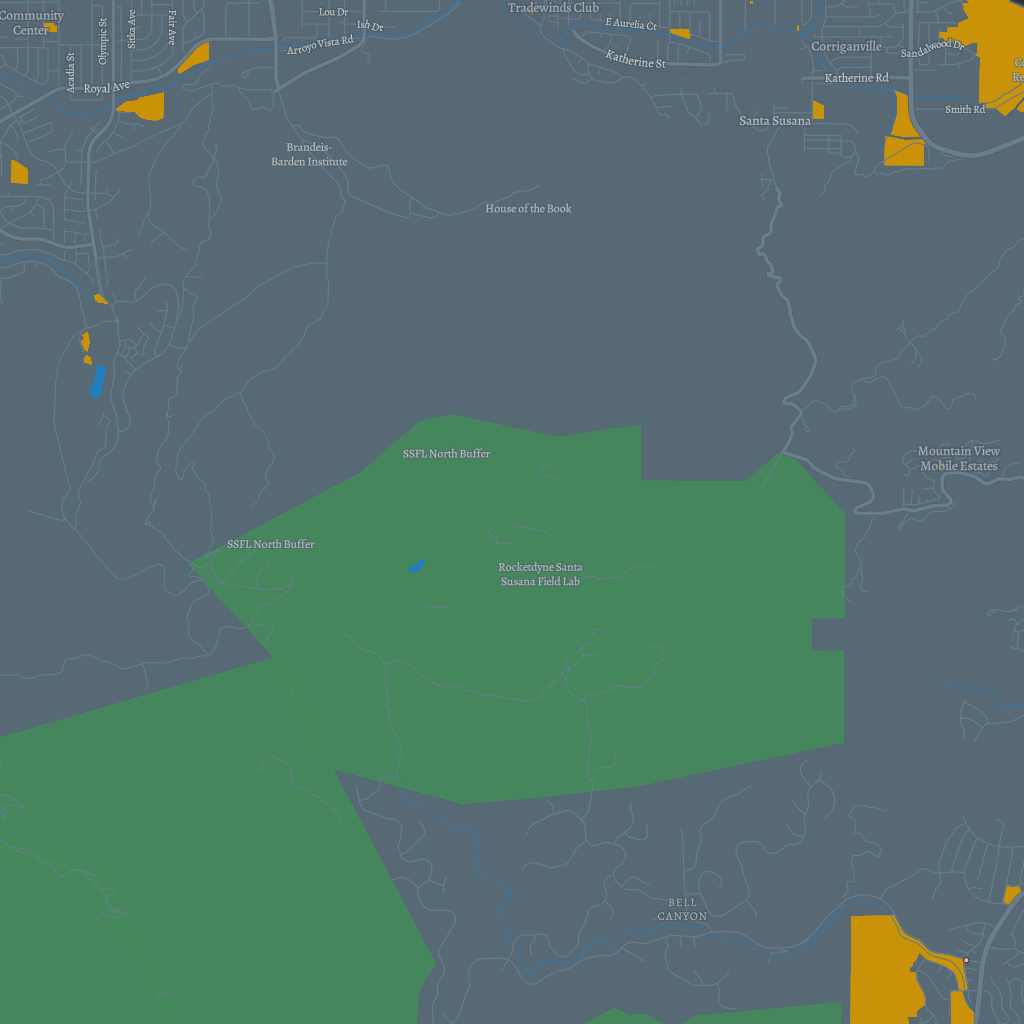 Tradewinds Club
Lou Dr
Community
Center
Ish Dr
E Aurelia Ct
Olympic St
Sitka Ave
Fair Ave
Arroyo Vista Rd
Corriganville
Sandalwood Dr
Katherine St
Acadia St
Royal Ave
Katherine Rd
Co
Re
Smith Rd
Santa Susana
Brandeis-
Barden Institute
House of the Book
SSFL North Buffer
Mountain View
Mobile Estates
SSFL North Buffer
Rocketdyne Santa
Susana Field Lab
BELL
CANYON